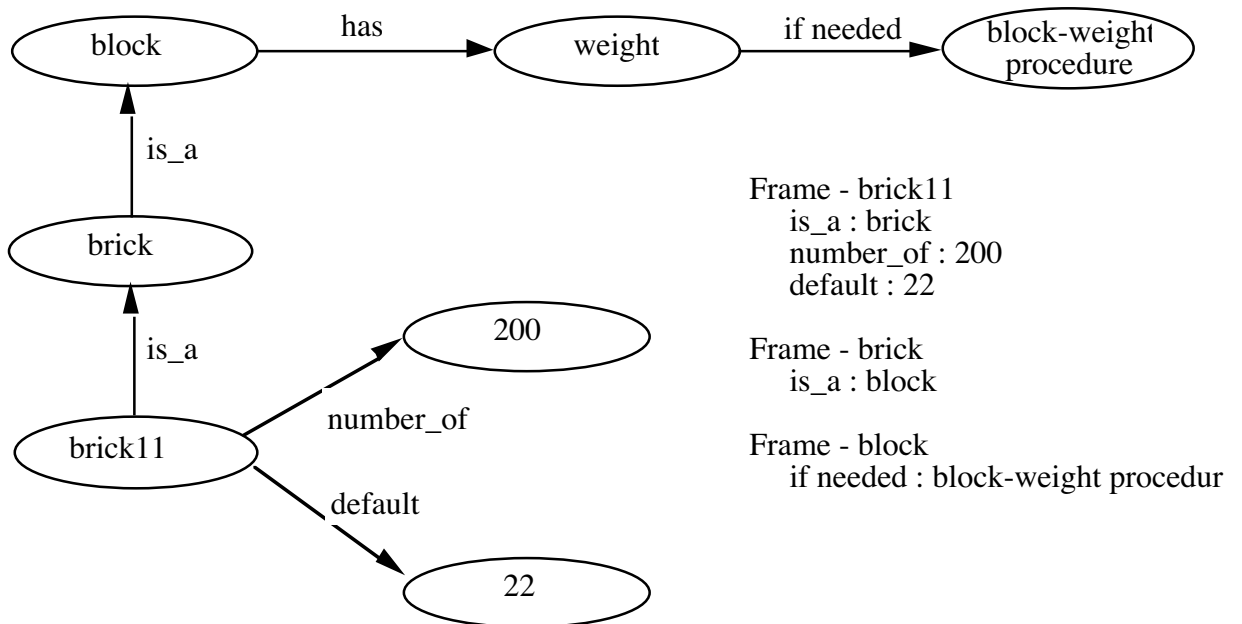 block
has
weight
if needed
block-weight
procedure
is_a
brick
is_a
brick11
200
number_of
default
22
Frame - brick11
is_a : brick
number_of : 200
default : 22
Frame - brick
is_a : block
Frame - block
if needed : block-weight procedur